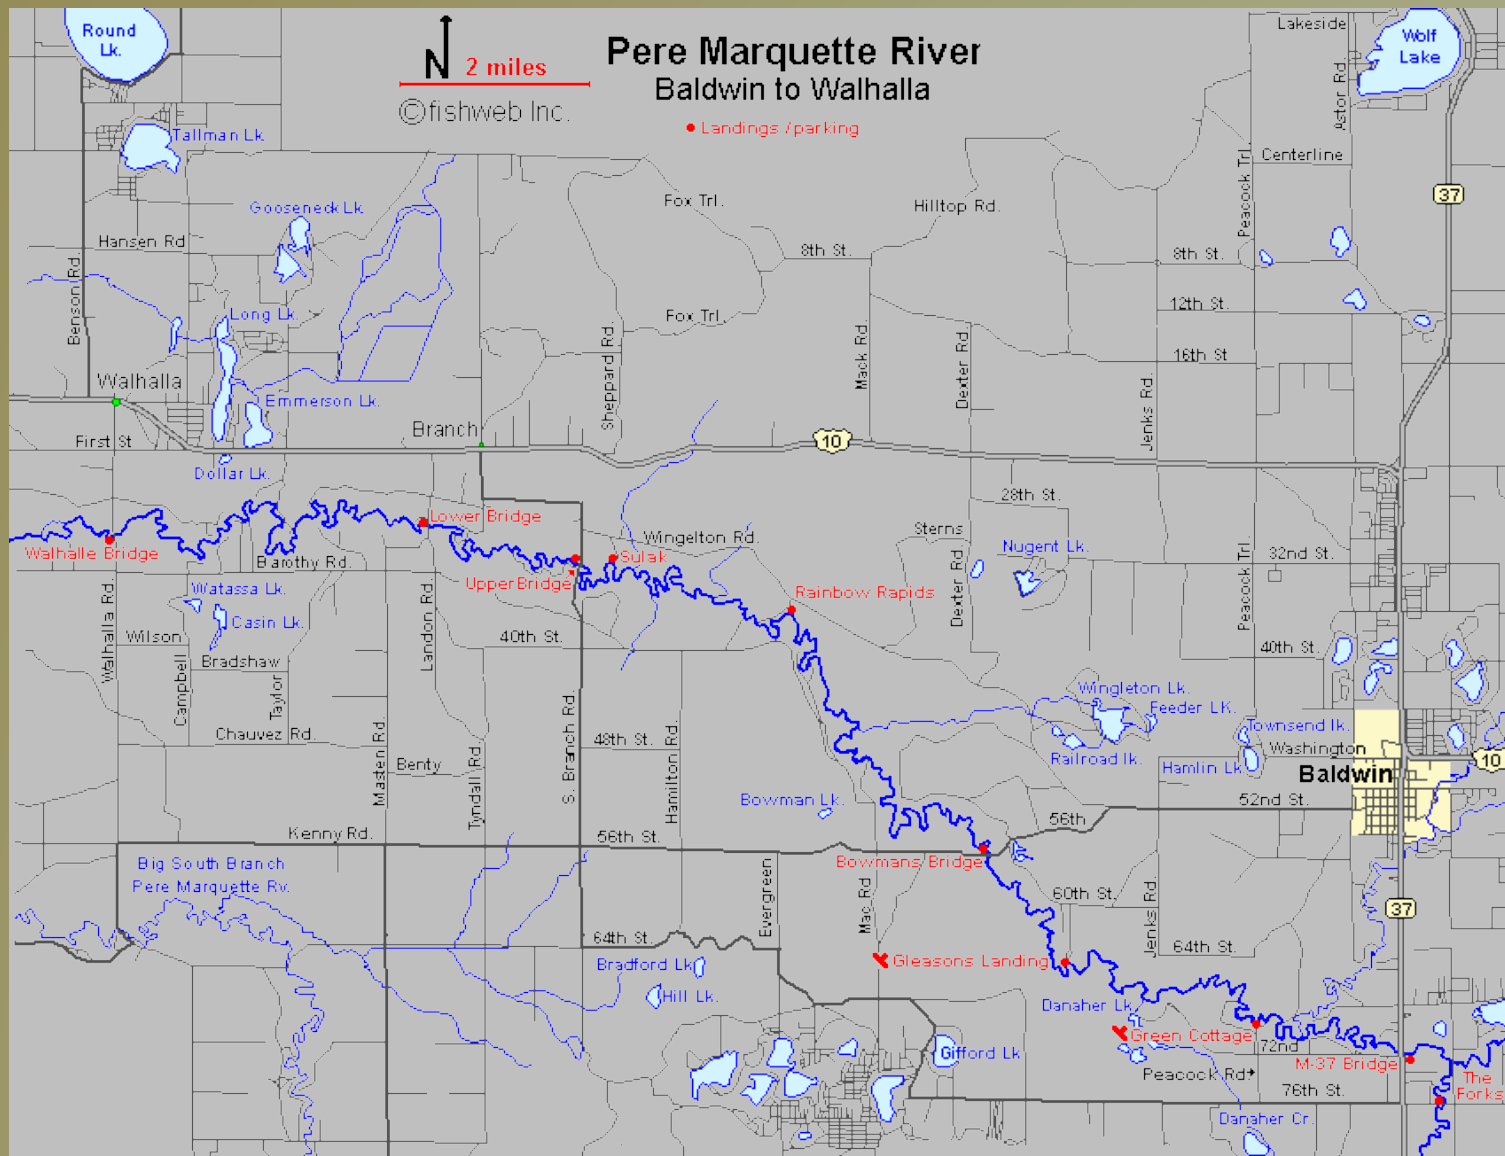 Round
Lk.
N
2 miles
©fishweb Inc.
Pere Marquette River
Baldwin to Walhalla
Landings /parking
Lakeside
Wolf
Lake
Astor Rd.
Tallman Lk.
Centerline
Peacock Trl.
37
Gooseneck Lk.
Fox Trl.
Hilltop Rd.
Hansen Rd
8th St.
8th St.
Benson Rd.
Long Lk.
Fox Trl.
12th St.
Sheppard Rd.
Mack Rd.
Dexter Rd.
16th St
Jenks Rd.
Walhalla
Emmerson Lk.
First St
Branch
10
Dollar Lk.
28th St.
Lower Bridge
Wingelton Rd.
Sterns
Walhalle Bridge
Barothy Rd.
Sulak
Nugent Lk.
32nd St.
Upper Bridge
Watassa Lk.
Rainbow Rapids
Dexter Rd.
Peacock Trl.
Casin Lk.
Walhalla Rd.
Wilson
Landon Rd.
40th St.
40th St.
Bradshaw
Campbell
Taylor
Wingleton Lk.
Feeder LK.
Chauvez Rd.
S. Branch Rd.
48th St.
Hamilton Rd.
Townsend lk.
Washington
Masten Rd.
Benty
Tyndall Rd.
Railroad lk.
Hamlin Lk.
Baldwin
10
Bowman Lk.
52nd St.
56th
Kenny Rd.
56th St.
Big South Branch
Pere Marquette Rv.
Bowmans Bridge
Evergreen
Mac Rd.
60th St.
Jenks Rd.
37
64th St.
64th St.
Bradford Lk
Gleasons Landing
Hill Lk.
Danaher Lk.
Green Cottage
Gifford Lk
72nd
M-37 Bridge
Peacock Rd
76th St.
The
Forks
Danaher Cr.